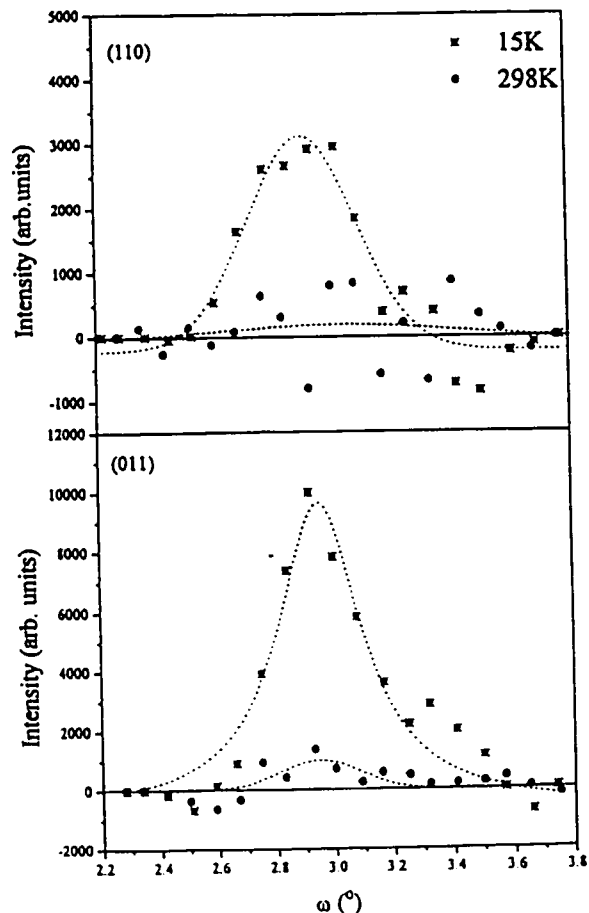 5000
(110)
15K
298K
4000
3000
2000
1000
0
-1000
Intensity (arb.units)
12000
(011)
10000
8000
6000
4000
2000
0
-2000
Intensity (arb. units)
2.2 2.4 2.6 2.8 3.0 3.2 3.4 3.6 3.8
ω (°)